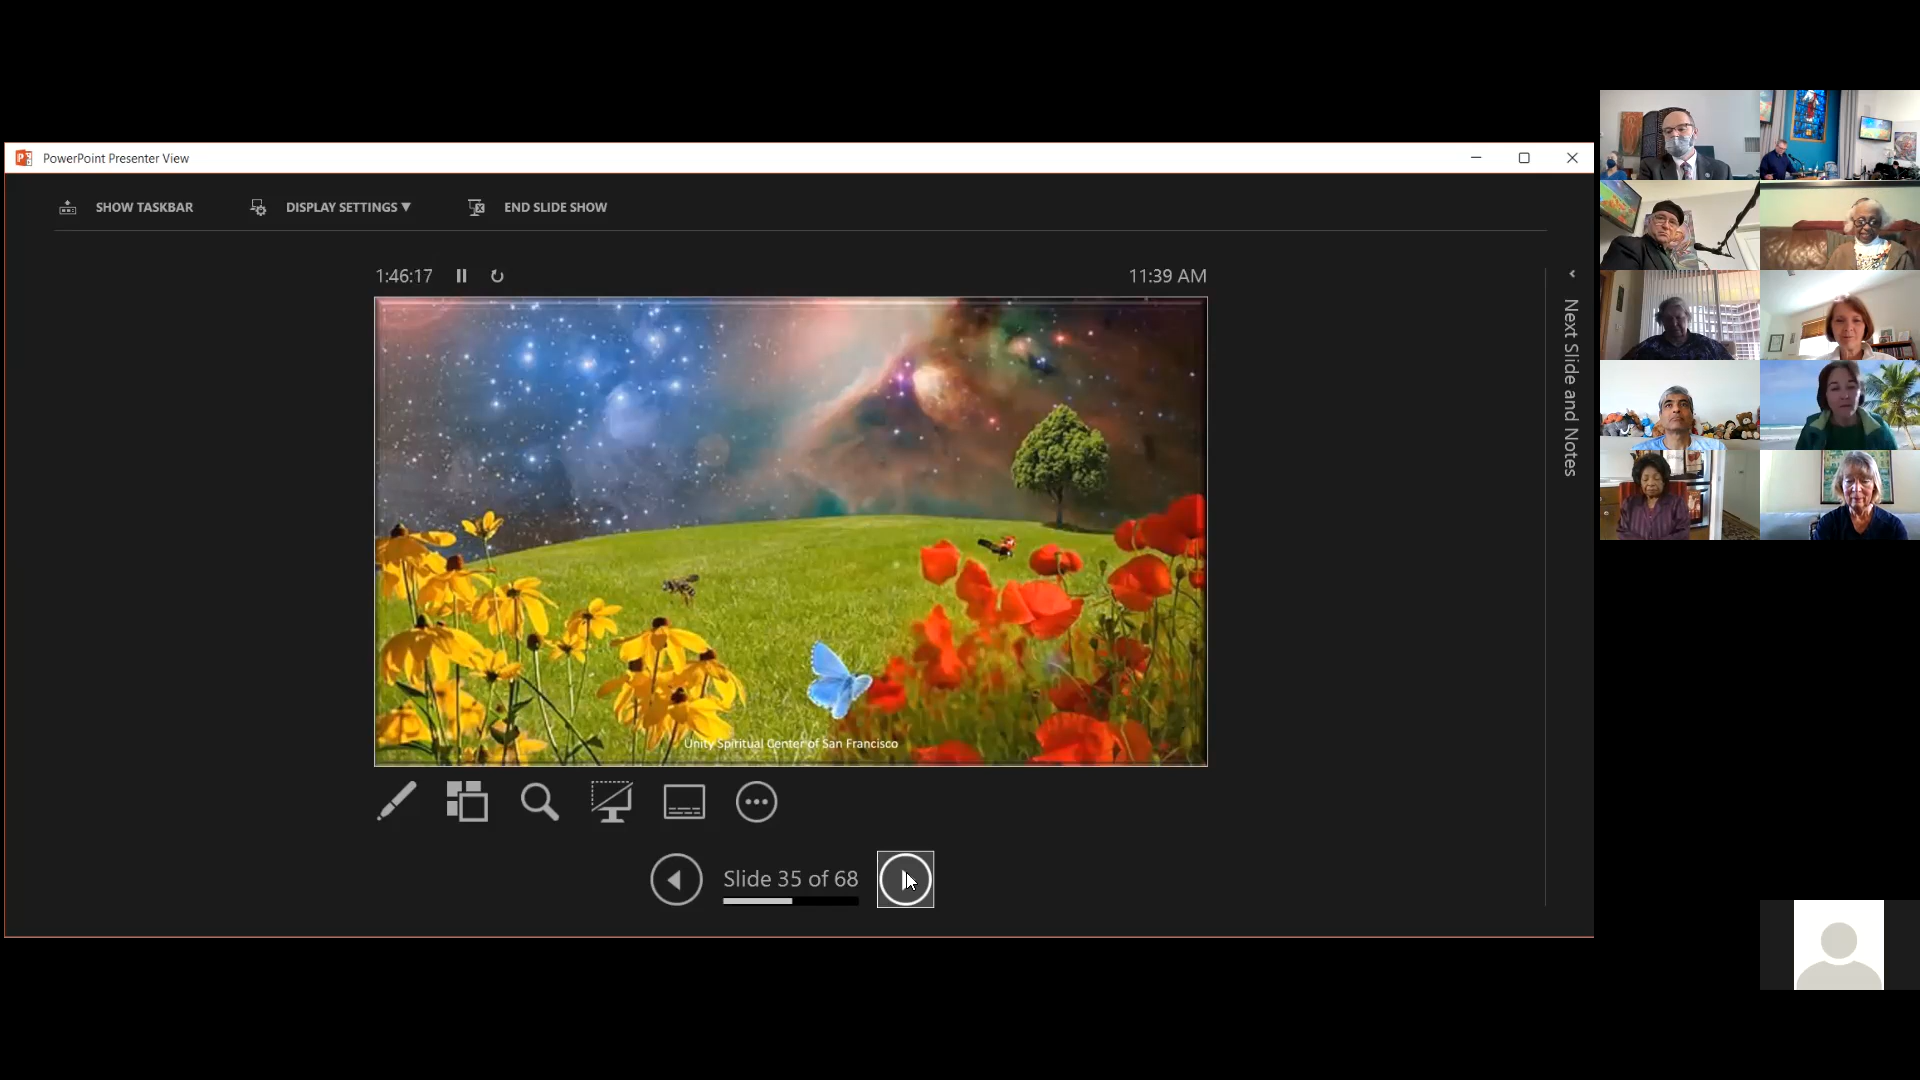 PowerPoint Presenter View
SHOW TASKBAR
DISPLAY SETTINGS ▼
END SLIDE SHOW
1:46:17
11:39 AM
Next Slide and Notes
Unity Spiritual Center of San Francisco
Slide 35 of 68